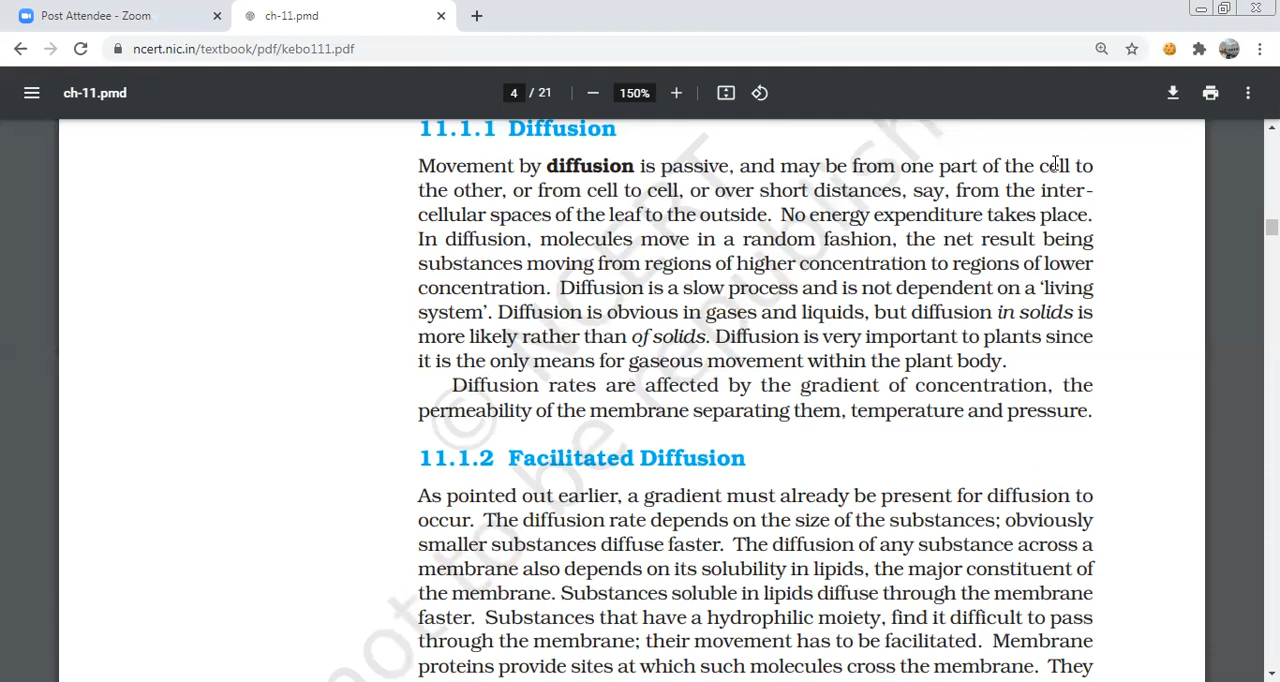 Post Attendee - Zoom
ch-11.pmd
ncert.nic.in/textbook/pdf/kebo111.pdf
ch-11.pmd
4 / 21
150%
11.1.1 Diffusion
Movement by diffusion is passive, and may be from one part of the cell to
the other, or from cell to cell, or over short distances, say, from the inter-
cellular spaces of the leaf to the outside. No energy expenditure takes place.
In diffusion, molecules move in a random fashion, the net result being
substances moving from regions of higher concentration to regions of lower
concentration. Diffusion is a slow process and is not dependent on a ‘living
system’. Diffusion is obvious in gases and liquids, but diffusion in solids is
more likely rather than of solids. Diffusion is very important to plants since
it is the only means for gaseous movement within the plant body.
Diffusion rates are affected by the gradient of concentration, the
permeability of the membrane separating them, temperature and pressure.
11.1.2 Facilitated Diffusion
As pointed out earlier, a gradient must already be present for diffusion to
occur. The diffusion rate depends on the size of the substances; obviously
smaller substances diffuse faster. The diffusion of any substance across a
membrane also depends on its solubility in lipids, the major constituent of
the membrane. Substances soluble in lipids diffuse through the membrane
faster. Substances that have a hydrophilic moiety, find it difficult to pass
through the membrane; their movement has to be facilitated. Membrane
proteins provide sites at which such molecules cross the membrane. They
© NCERT
not to be republish